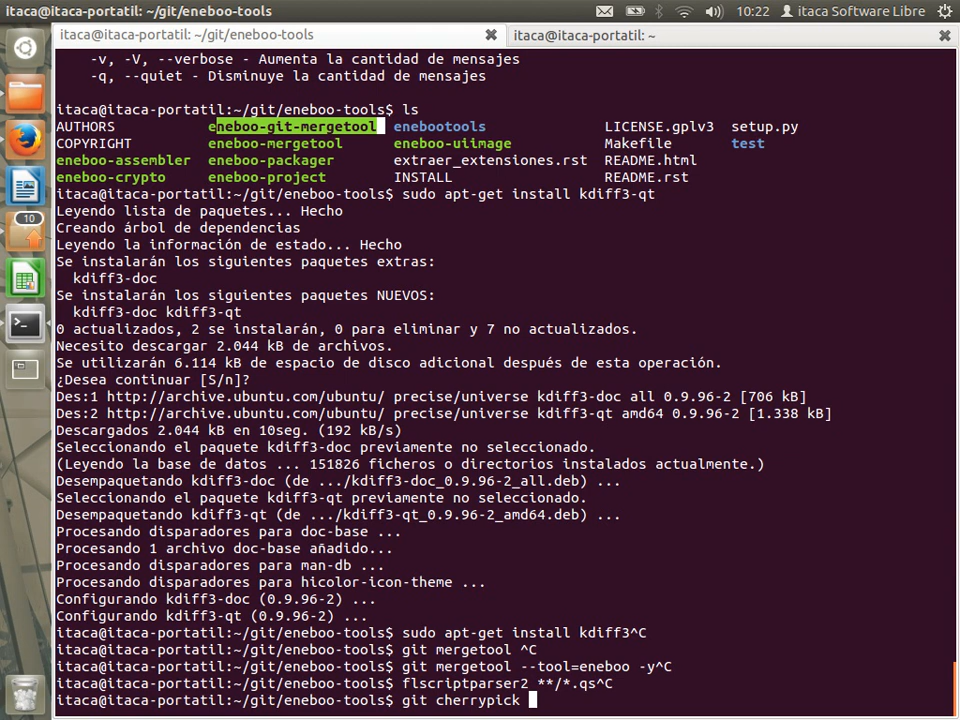 itaca@itaca-portatil: ~/git/eneboo-tools
10:22 itaca Software Libre
itaca@itaca-portatil: ~/git/eneboo-tools
itaca@itaca-portatil: ~
10
-v, -V, --verbose - Aumenta la cantidad de mensajes
-q, --quiet - Disminuye la cantidad de mensajes
itaca@itaca-portatil:~/git/eneboo-tools$ ls
AUTHORS eneboo-git-mergetool enebootools LICENSE.gplv3 setup.py
COPYRIGHT eneboo-mergetool eneboo-uiimage Makefile test
eneboo-assembler eneboo-packager extraer_extensiones.rst README.html
eneboo-crypto eneboo-project INSTALL README.rst
itaca@itaca-portatil:~/git/eneboo-tools$ sudo apt-get install kdiff3-qt
Leyendo lista de paquetes... Hecho
Creando árbol de dependencias
Leyendo la información de estado... Hecho
Se instalarán los siguientes paquetes extras:
kdiff3-doc
Se instalarán los siguientes paquetes NUEVOS:
kdiff3-doc kdiff3-qt
0 actualizados, 2 se instalarán, 0 para eliminar y 7 no actualizados.
Necesito descargar 2.044 kB de archivos.
Se utilizarán 6.114 kB de espacio de disco adicional después de esta operación.
¿Desea continuar [S/n]?
Des:1 http://archive.ubuntu.com/ubuntu/ precise/universe kdiff3-doc all 0.9.96-2 [706 kB]
Des:2 http://archive.ubuntu.com/ubuntu/ precise/universe kdiff3-qt amd64 0.9.96-2 [1.338 kB]
Descargados 2.044 kB en 10seg. (192 kB/s)
Seleccionando el paquete kdiff3-doc previamente no seleccionado.
(Leyendo la base de datos ... 151826 ficheros o directorios instalados actualmente.)
Desempaquetando kdiff3-doc (de .../kdiff3-doc_0.9.96-2_all.deb) ...
Seleccionando el paquete kdiff3-qt previamente no seleccionado.
Desempaquetando kdiff3-qt (de .../kdiff3-qt_0.9.96-2_amd64.deb) ...
Procesando disparadores para doc-base ...
Procesando 1 archivo doc-base añadido...
Procesando disparadores para man-db ...
Procesando disparadores para hicolor-icon-theme ...
Configurando kdiff3-doc (0.9.96-2) ...
Configurando kdiff3-qt (0.9.96-2) ...
itaca@itaca-portatil:~/git/eneboo-tools$ sudo apt-get install kdiff3^C
itaca@itaca-portatil:~/git/eneboo-tools$ git mergetool ^C
itaca@itaca-portatil:~/git/eneboo-tools$ git mergetool --tool=eneboo -y^C
itaca@itaca-portatil:~/git/eneboo-tools$ flscriptparser2 **/*.qs^C
itaca@itaca-portatil:~/git/eneboo-tools$ git cherrypick